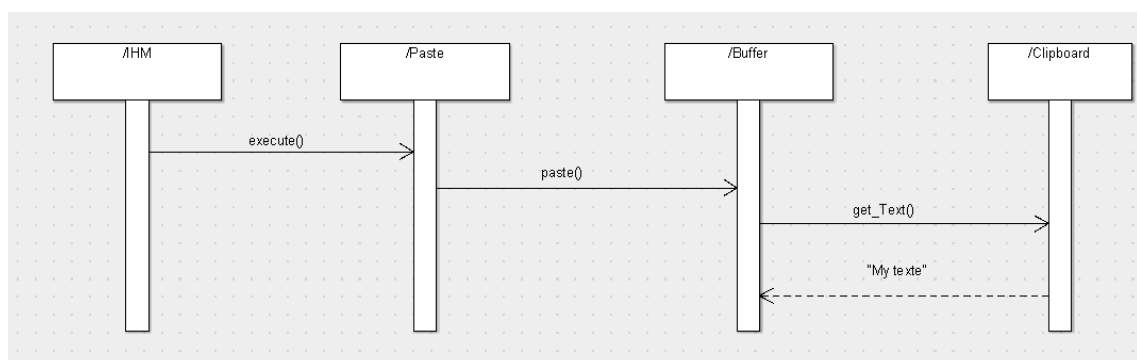 /IHM
/Paste
/Buffer
/Clipboard
execute()
paste()
get_Text()
"My texte"